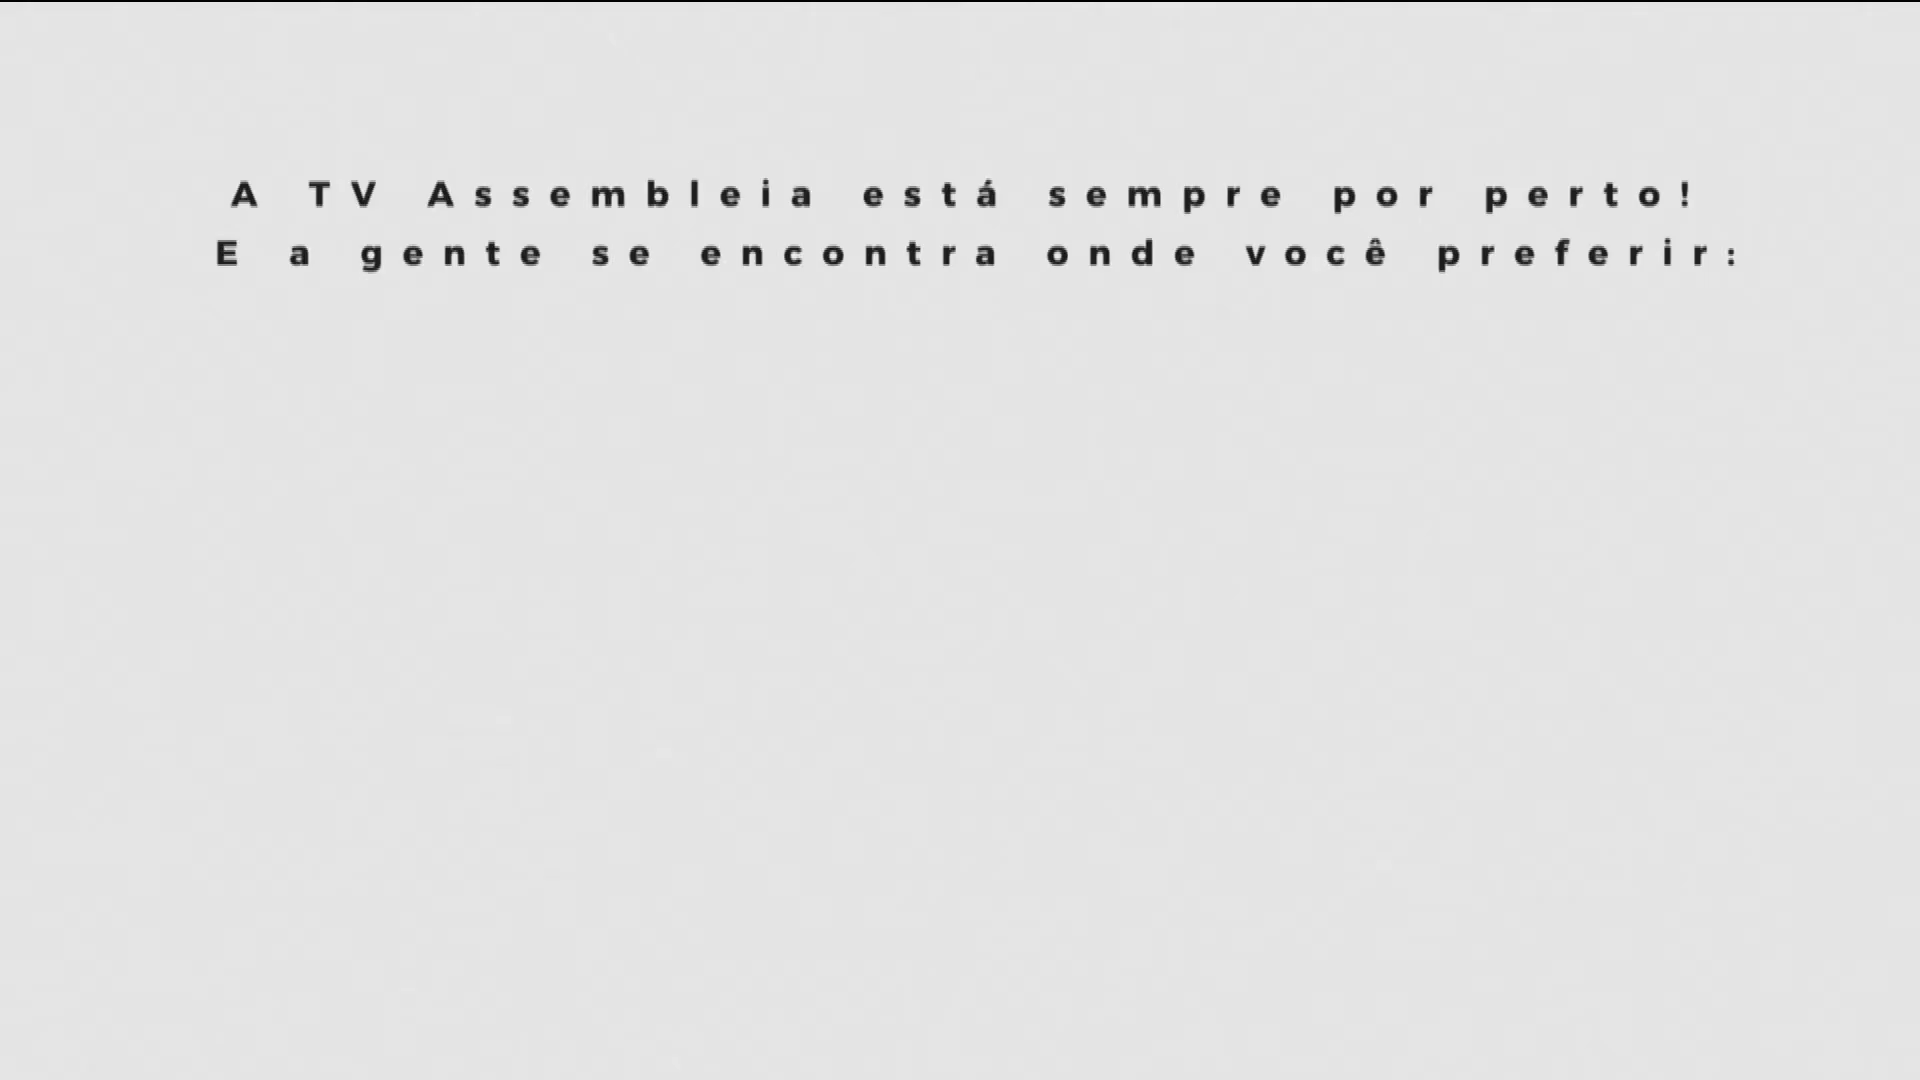 A TV Assembleia está sempre por perto!
E a gente se encontra onde você preferir: